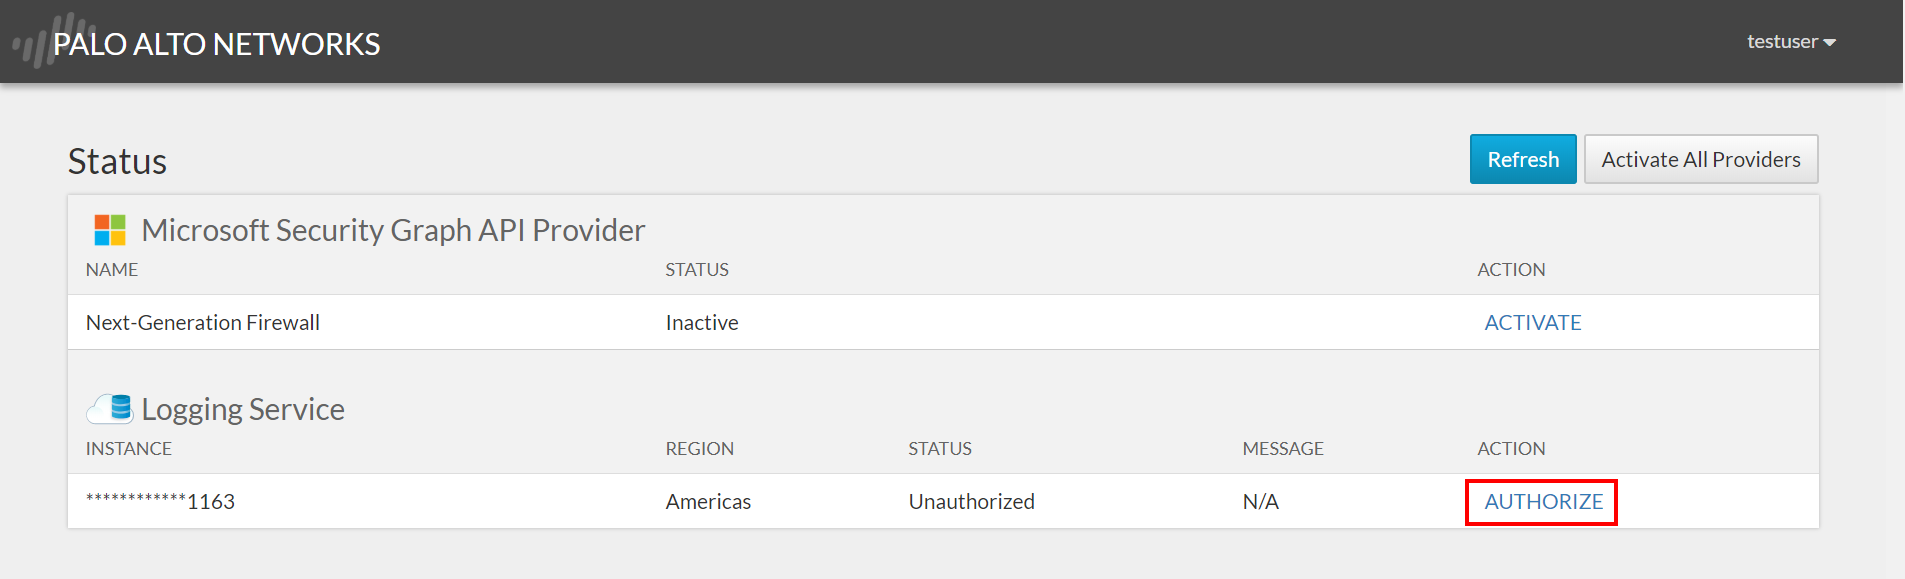 PALO ALTO NETWORKS
testuser
Status
Refresh
Activate All Providers
Microsoft Security Graph API Provider
NAME STATUS ACTION
Next-Generation Firewall Inactive ACTIVATE
Logging Service
INSTANCE REGION STATUS MESSAGE ACTION
************1163 Americas Unauthorized N/A AUTHORIZE